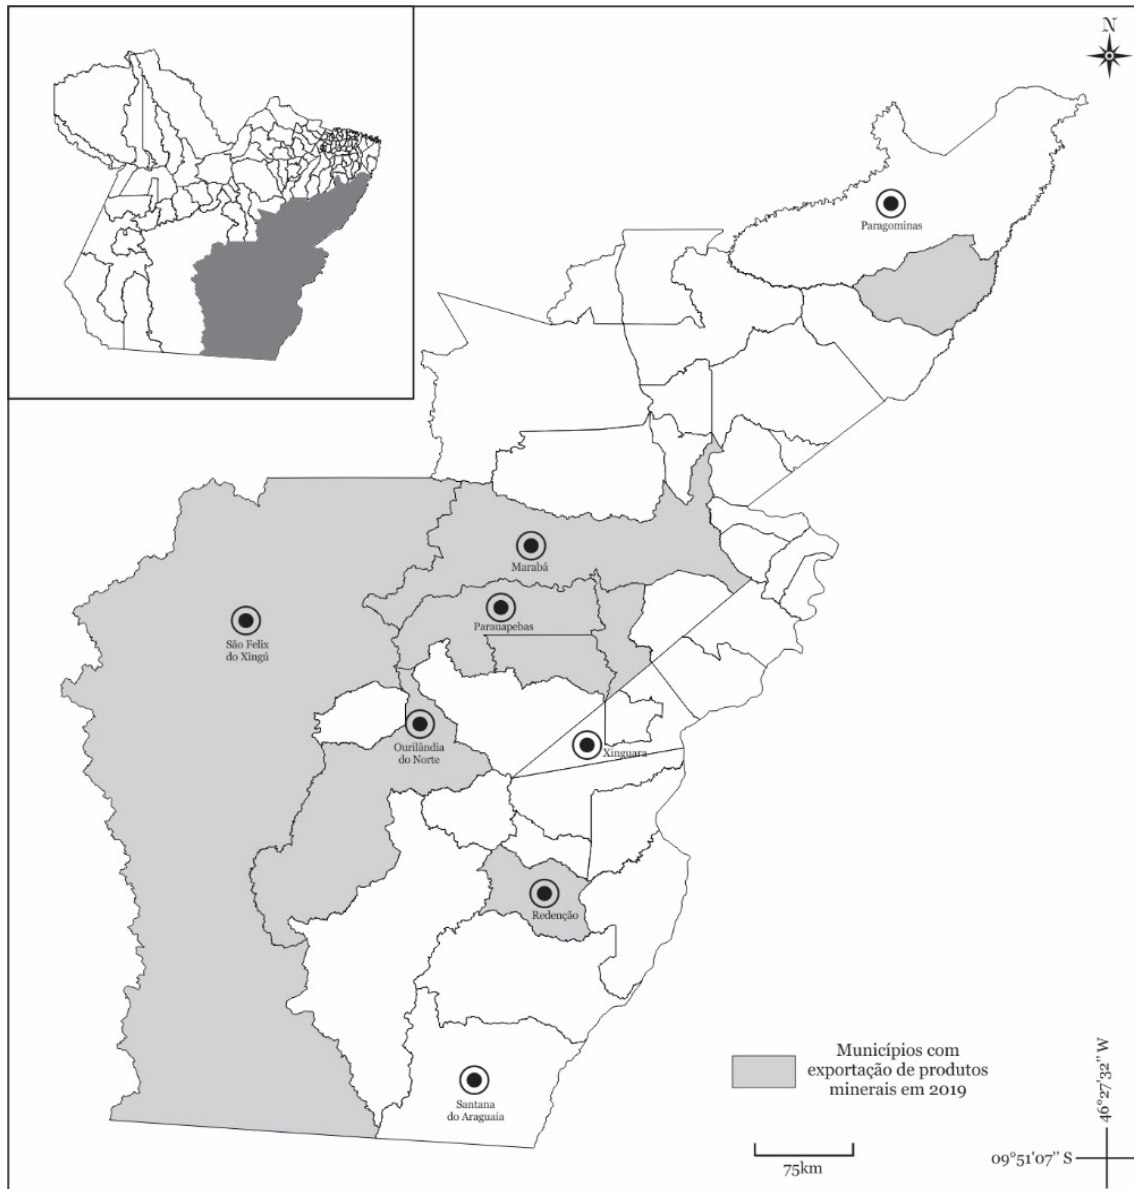 N
Paragominas
Marabá
Parauapebas
São Felix
do Xingú
Ourilândia
do Norte
Xinguara
Redenção
Santana
do Araguaia
Municípios com
exportação de produtos
minerais em 2019
75km
46°27'32" W
09°51'07" S